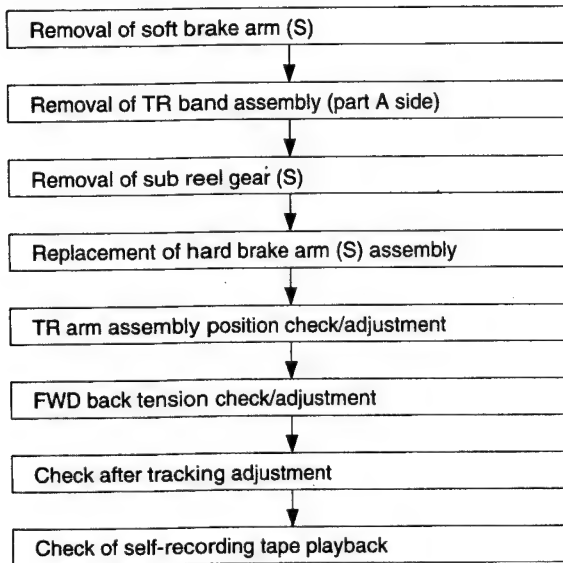 Removal of soft brake arm (S)
Removal of TR band assembly (part A side)
Removal of sub reel gear (S)
Replacement of hard brake arm (S) assembly
TR arm assembly position check/adjustment
FWD back tension check/adjustment
Check after tracking adjustment
Check of self-recording tape playback